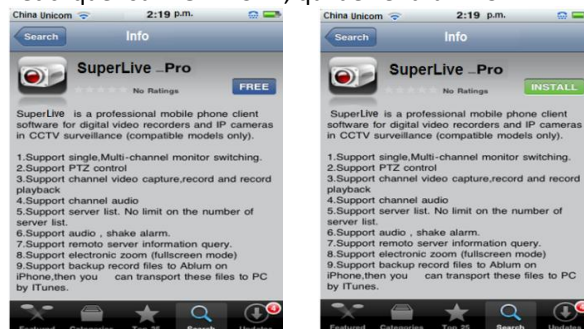 China Unicom 2:19 p.m.
Search Info
SuperLive _Pro
No Ratings FREE
SuperLive is a professional mobile phone client
software for digital video recorders and IP cameras
in CCTV surveillance (compatible models only).
1.Support single,Multi-channel monitor switching.
2.Support PTZ control
3.Support channel video capture,record and record
playback
4.Support channel audio
5.Support server list. No limit on the number of
server list.
6.Support audio , shake alarm.
7.Support remoto server information query.
8.Support electronic zoom (fullscreen mode)
9.Support backup record files to Ablum on
iPhone,then you can transport these files to PC
by ITunes.
Featured Categories Top 25 Search Updates
China Unicom 2:19 p.m.
Search Info
SuperLive _Pro
No Ratings INSTALL
SuperLive is a professional mobile phone client
software for digital video recorders and IP cameras
in CCTV surveillance (compatible models only).
1.Support single,Multi-channel monitor switching.
2.Support PTZ control
3.Support channel video capture,record and record
playback
4.Support channel audio
5.Support server list. No limit on the number of
server list.
6.Support audio , shake alarm.
7.Support remoto server information query.
8.Support electronic zoom (fullscreen mode)
9.Support backup record files to Ablum on
iPhone,then you can transport these files to PC
by ITunes.
Featured Categories Top 25 Search Updates